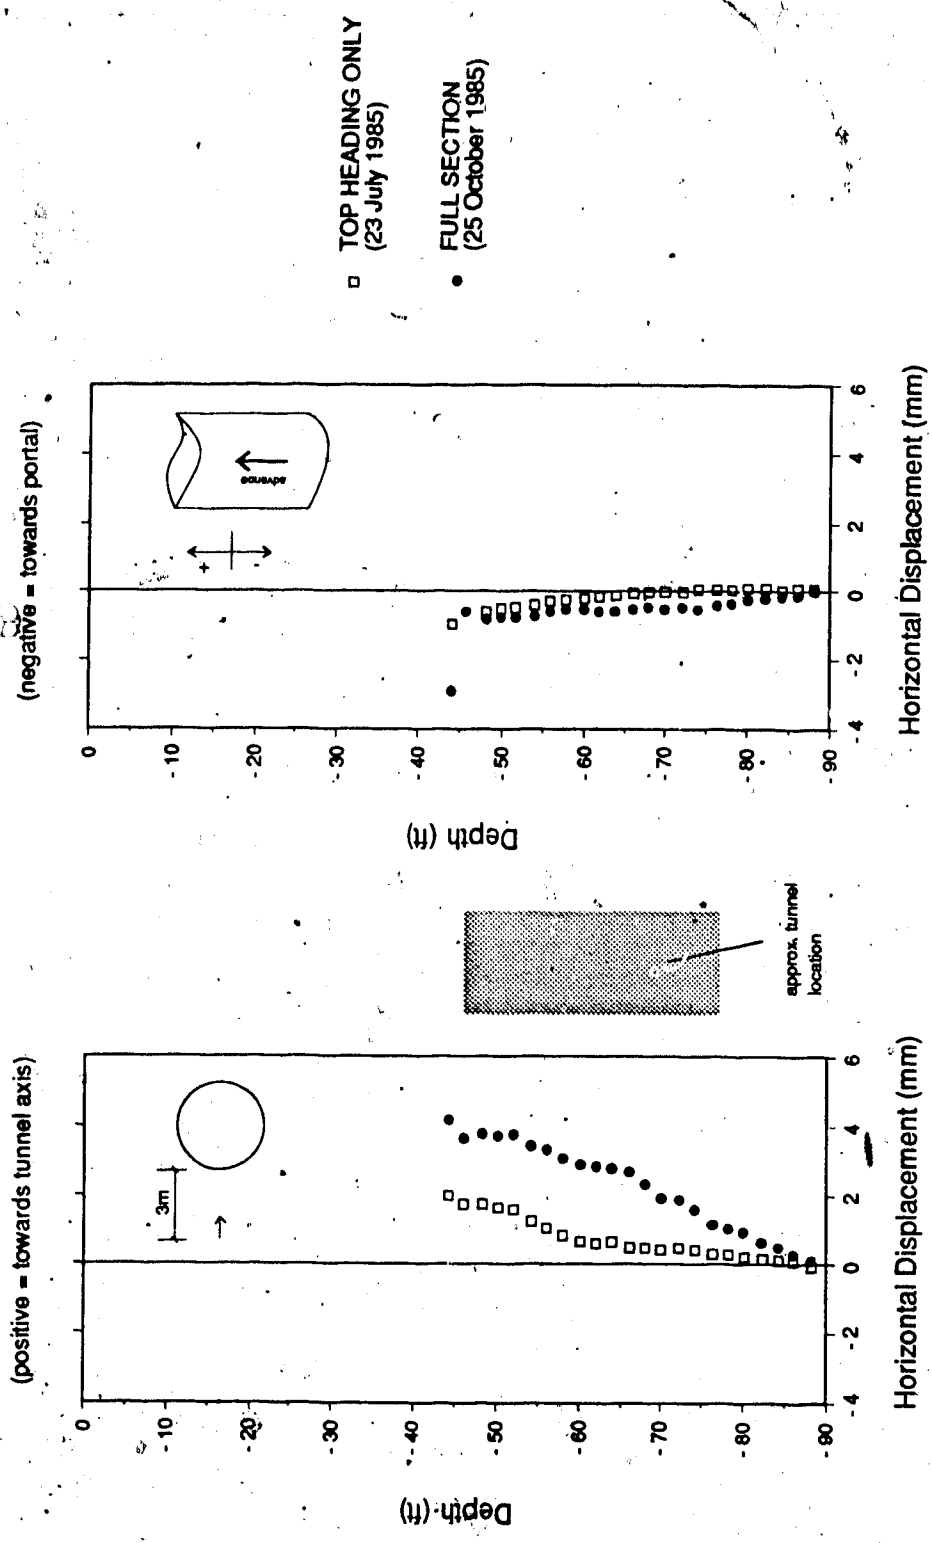 (positive = towards tunnel axis)
3m
0
- 10
- 20
- 30
- 40
- 50
- 60
- 70
- 80
- 90
Depth (ft)
- 4
- 2
0
2
4
6
Horizontal Displacement (mm)
approx. tunnel
location
(negative = towards portal)
+
-
advance
0
- 10
- 20
- 30
- 40
- 50
- 60
- 70
- 80
- 90
Depth (ft)
- 4
- 2
0
2
4
6
Horizontal Displacement (mm)
TOP HEADING ONLY
(23 July 1985)
FULL SECTION
(25 October 1985)